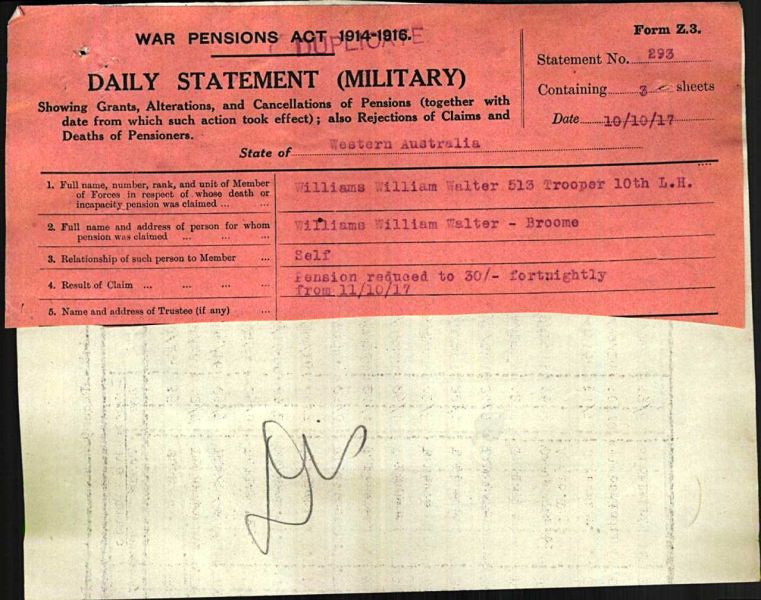 WAR PENSIONS ACT 1914-1916.
DUPLICATE
Form Z.3.
Statement No. 293
DAILY STATEMENT (MILITARY)
Containing 3 sheets
Showing Grants, Alterations, and Cancellations of Pensions (together with
date from which such action took effect); also Rejections of Claims and
Deaths of Pensioners.
Date 10/10/17
State of Western Australia
1. Full name, number, rank, and unit of Member
of Forces in respect of whose death or
incapacity pension was claimed ... ...
Williams William Walter 513 Trooper 10th L.H.
2. Full name and address of person for whom
pension was claimed ... ... ...
Williams William Walter - Broome
3. Relationship of such person to Member ...
Self
4. Result of Claim ... ... ... ...
Pension reduced to 30/- fortnightly
from 11/10/17
5. Name and address of Trustee (if any) ...